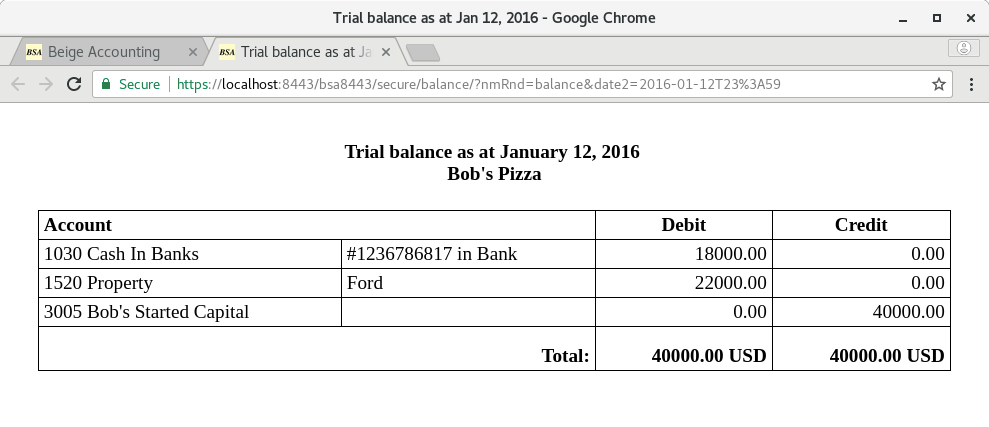 Trial balance as at Jan 12, 2016 - Google Chrome
BSA Beige Accounting
BSA Trial balance as at Ja
Secure https://localhost:8443/bsa8443/secure/balance/?nmRnd=balance&date2=2016-01-12T23%3A59
Trial balance as at January 12, 2016
Bob's Pizza
Account Debit Credit
1030 Cash In Banks #1236786817 in Bank 18000.00 0.00
1520 Property Ford 22000.00 0.00
3005 Bob's Started Capital 0.00 40000.00
Total: 40000.00 USD 40000.00 USD